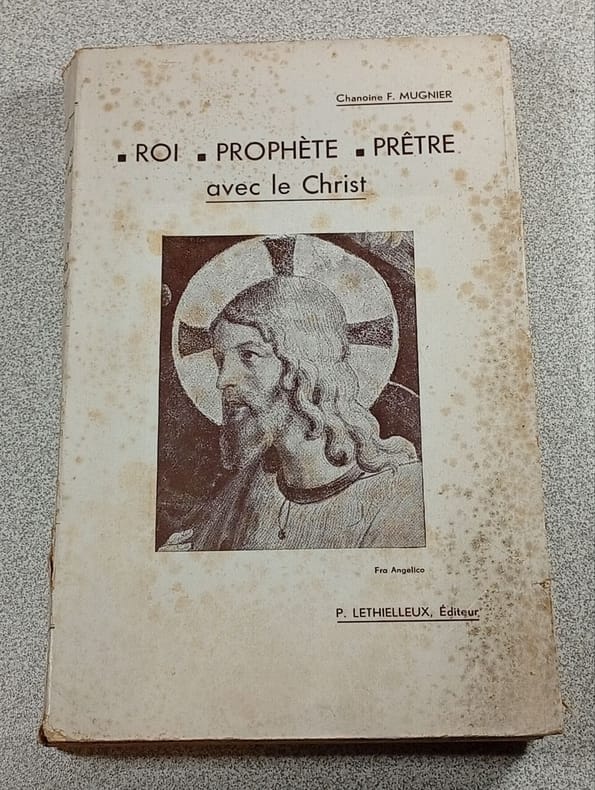 Chanoine F. MUGNIER
▪ ROI ▪ PROPHÈTE ▪ PRÊTRE
avec le Christ
Fra Angelico
P. LETHIELLEUX, Éditeur